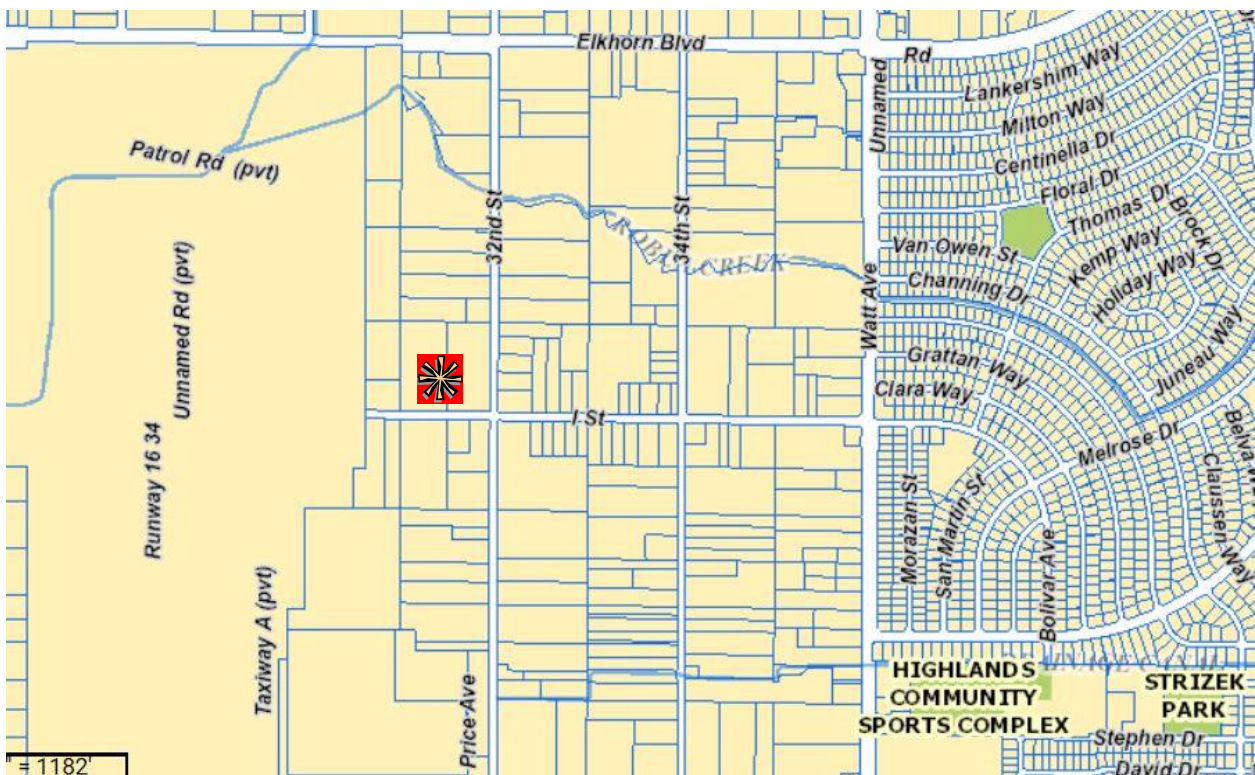 Elkhorn Blvd
Rd
Lankershim Way
Unnamed
Milton Way
Patrol Rd (pvt)
Centinella Dr
Floral Dr
Thomas Dr
Brock Dr
32nd St
ROBLA CREEK
34th St
Van Owen St
Kemp Way
Unnamed Rd (pvt)
Channing Dr
Holiday Way
Watt Ave
Juneau Way
Grattan Way
Clara Way
I St
Melrose Dr
Belva W
Runway 16 34
Morazan St
San Martin St
Claussen Way
Bolivar Ave
Taxiway A (pvt)
HIGHLANDS
COMMUNITY
SPORTS COMPLEX
STRIZEK
PARK
Price Ave
Stephen Dr
David Dr
" = 1182'